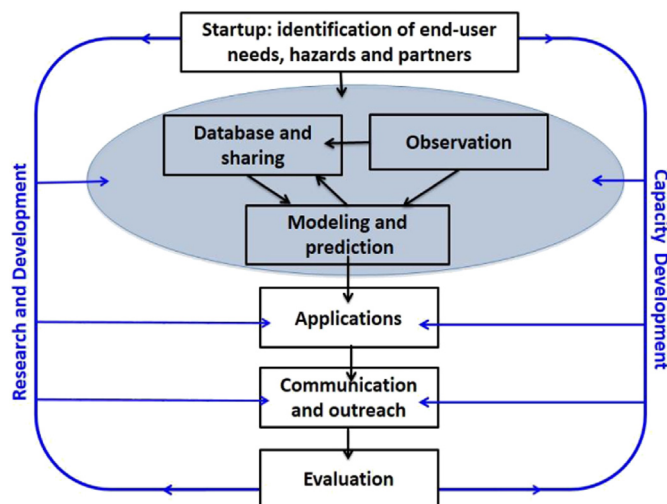 Startup: identification of end-user
needs, hazards and partners
Database and
sharing
Observation
Modeling and
prediction
Applications
Communication
and outreach
Evaluation
Research and Development
Capacity Development